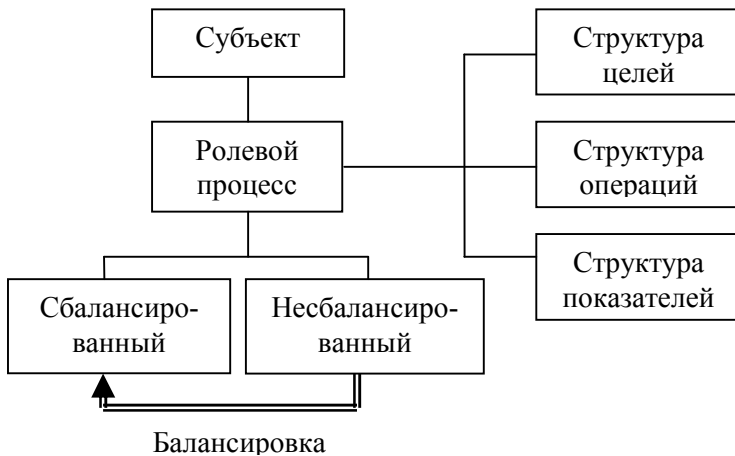 Субъект
Структура
целей
Ролевой
процесс
Структура
операций
Структура
показателей
Сбалансиро-
ванный
Несбалансиро-
ванный
Балансировка